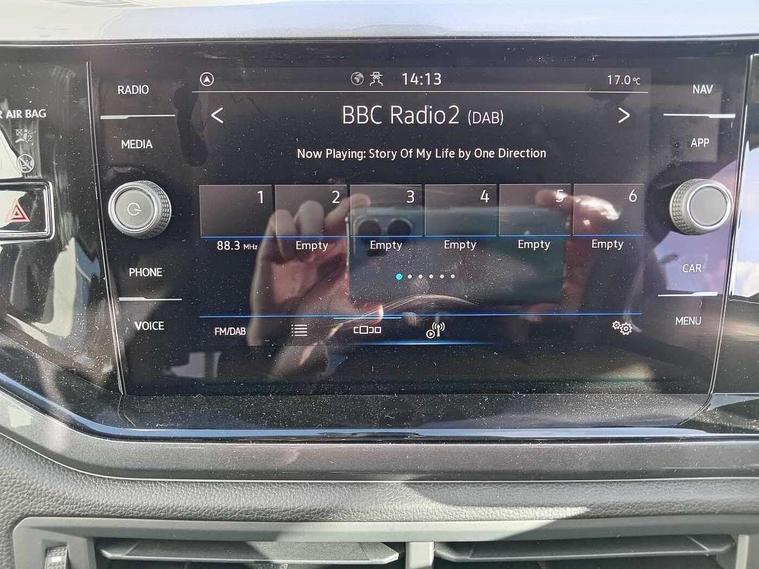 14:13
17.0°C
RADIO
NAV
R AIR BAG
< BBC Radio2 (DAB) >
MEDIA
APP
Now Playing: Story Of My Life by One Direction
1 2 3 4 5 6
88.3 MHz Empty Empty Empty Empty Empty
PHONE
CAR
VOICE
MENU
FM/DAB